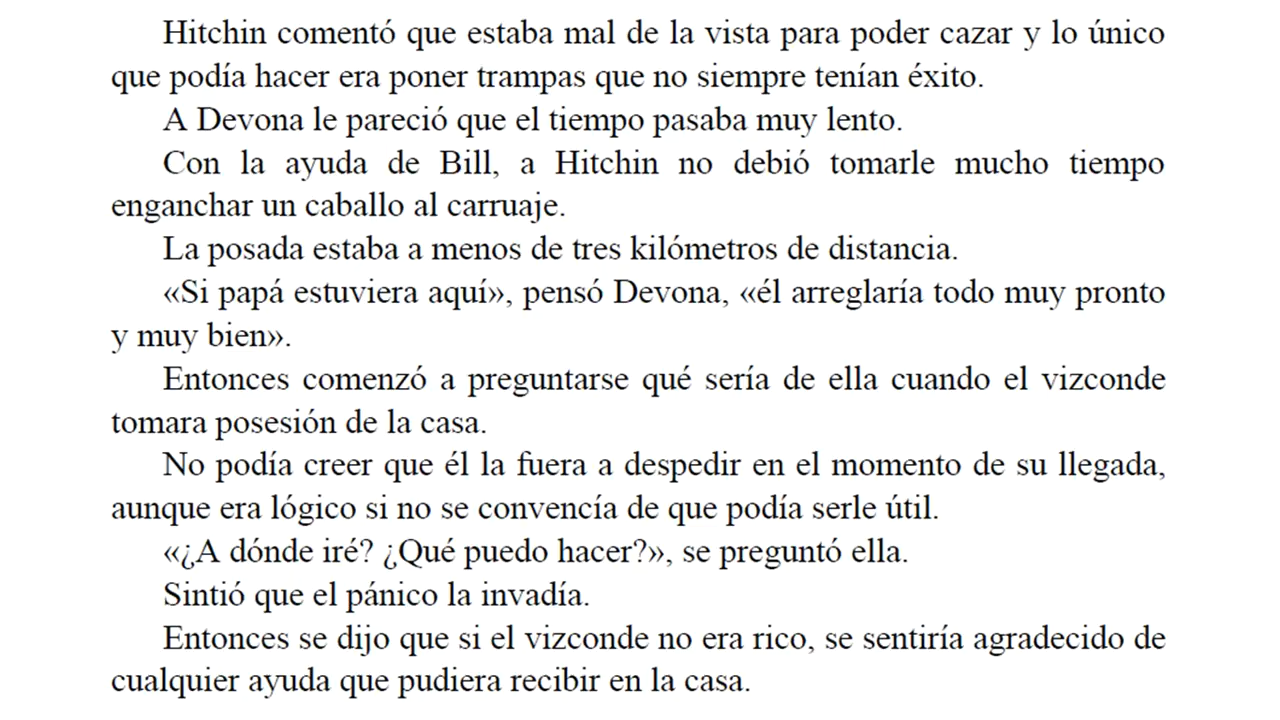 Hitchin comentó que estaba mal de la vista para poder cazar y lo único
que podía hacer era poner trampas que no siempre tenían éxito.
A Devona le pareció que el tiempo pasaba muy lento.
Con la ayuda de Bill, a Hitchin no debió tomarle mucho tiempo
enganchar un caballo al carruaje.
La posada estaba a menos de tres kilómetros de distancia.
«Si papá estuviera aquí», pensó Devona, «él arreglaría todo muy pronto
y muy bien».
Entonces comenzó a preguntarse qué sería de ella cuando el vizconde
tomara posesión de la casa.
No podía creer que él la fuera a despedir en el momento de su llegada,
aunque era lógico si no se convencía de que podía serle útil.
«¿A dónde iré? ¿Qué puedo hacer?», se preguntó ella.
Sintió que el pánico la invadía.
Entonces se dijo que si el vizconde no era rico, se sentiría agradecido de
cualquier ayuda que pudiera recibir en la casa.